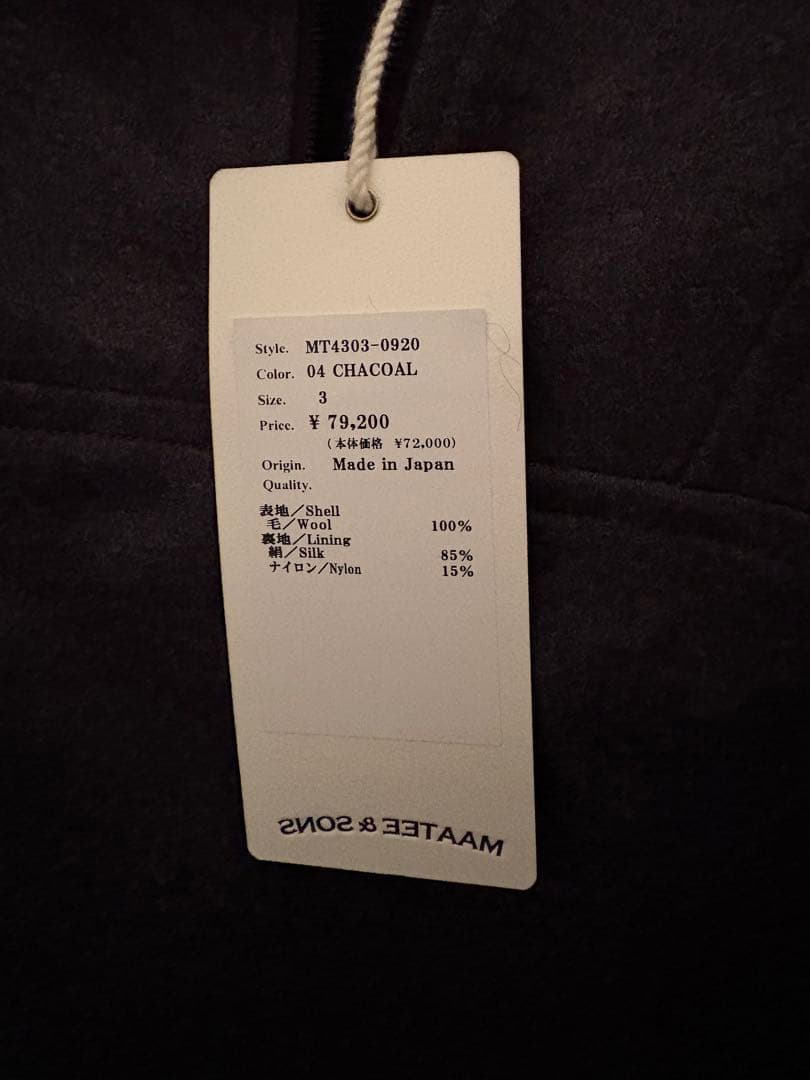 Style. MT4303-0920
Color. 04 CHACOAL
Size. 3
Price. ¥ 79,200
(本体価格 ¥72,000)
Origin. Made in Japan
Quality.
表地/Shell
毛/Wool 100%
裏地/Lining
絹/Silk 85%
ナイロン/Nylon 15%
MAATEE & SONS